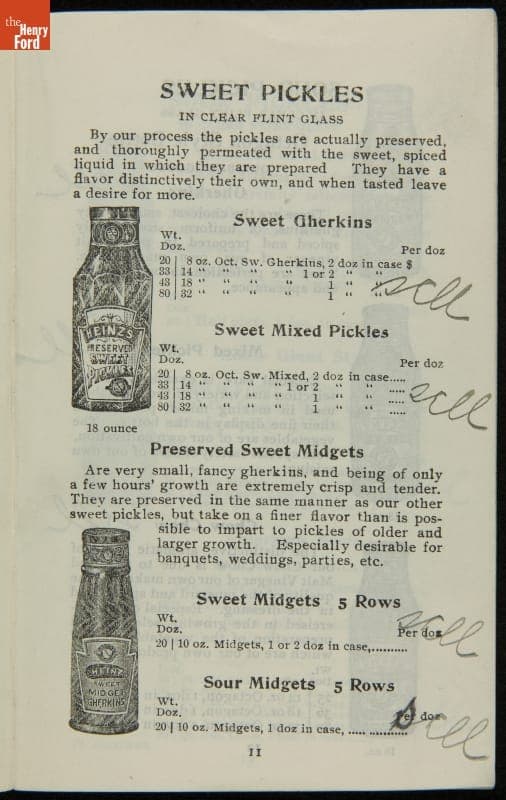 the
Henry
Ford
SWEET PICKLES
IN CLEAR FLINT GLASS
By our process the pickles are actually preserved,
and thoroughly permeated with the sweet, spiced
liquid in which they are prepared They have a
flavor distinctively their own, and when tasted leave
a desire for more.
Sweet Gherkins
Wt.
Doz. Per doz
20 | 8 oz. Oct. Sw. Gherkins, 2 doz in case $
33 | 14 " " " " 1 or 2 " "
43 | 18 " " " " 1 " "
80 | 32 " " " " 1 " "
sell
HEINZ'S
PRESERVED
SWEET
PICKLES
18 ounce
Sweet Mixed Pickles
Wt.
Doz. Per doz
20 | 8 oz. Oct. Sw. Mixed, 2 doz in case.....
33 | 14 " " " " 1 or 2 " " .....
43 | 18 " " " " 1 " " .....
80 | 32 " " " " 1 " " .....
sell
Preserved Sweet Midgets
Are very small, fancy gherkins, and being of only
a few hours' growth are extremely crisp and tender.
They are preserved in the same manner as our other
sweet pickles, but take on a finer flavor than is pos-
sible to impart to pickles of older and
larger growth. Especially desirable for
banquets, weddings, parties, etc.
HEINZ
SWEET
MIDGET
GHERKINS
Sweet Midgets 5 Rows
Wt.
Doz. Per doz
20 | 10 oz. Midgets, 1 or 2 doz in case,...........
sell
Sour Midgets 5 Rows
Wt.
Doz. Per doz
20 | 10 oz. Midgets, 1 doz in case, ..... ...........
sell
11